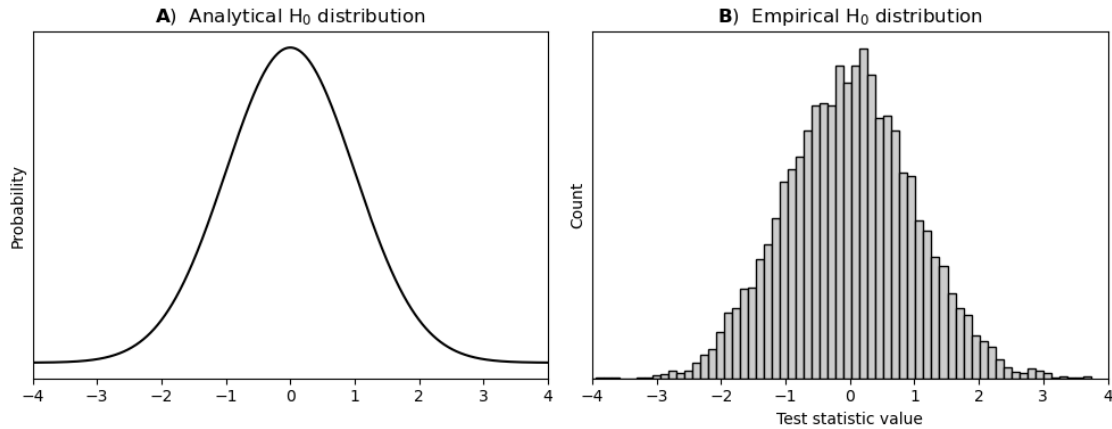 A) Analytical H₀ distribution
Probability
−4 −3 −2 −1 0 1 2 3 4
B) Empirical H₀ distribution
Count
−4 −3 −2 −1 0 1 2 3 4
Test statistic value